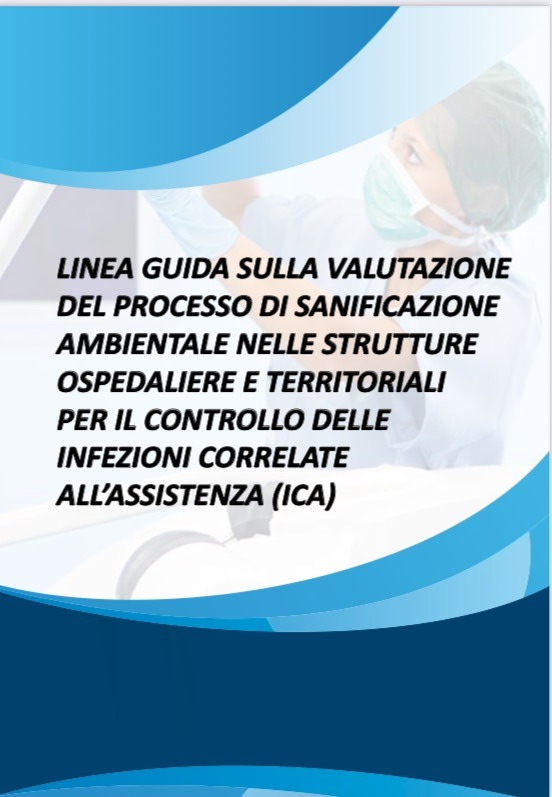 LINEA GUIDA SULLA VALUTAZIONE
DEL PROCESSO DI SANIFICAZIONE
AMBIENTALE NELLE STRUTTURE
OSPEDALIERE E TERRITORIALI
PER IL CONTROLLO DELLE
INFEZIONI CORRELATE
ALL’ASSISTENZA (ICA)